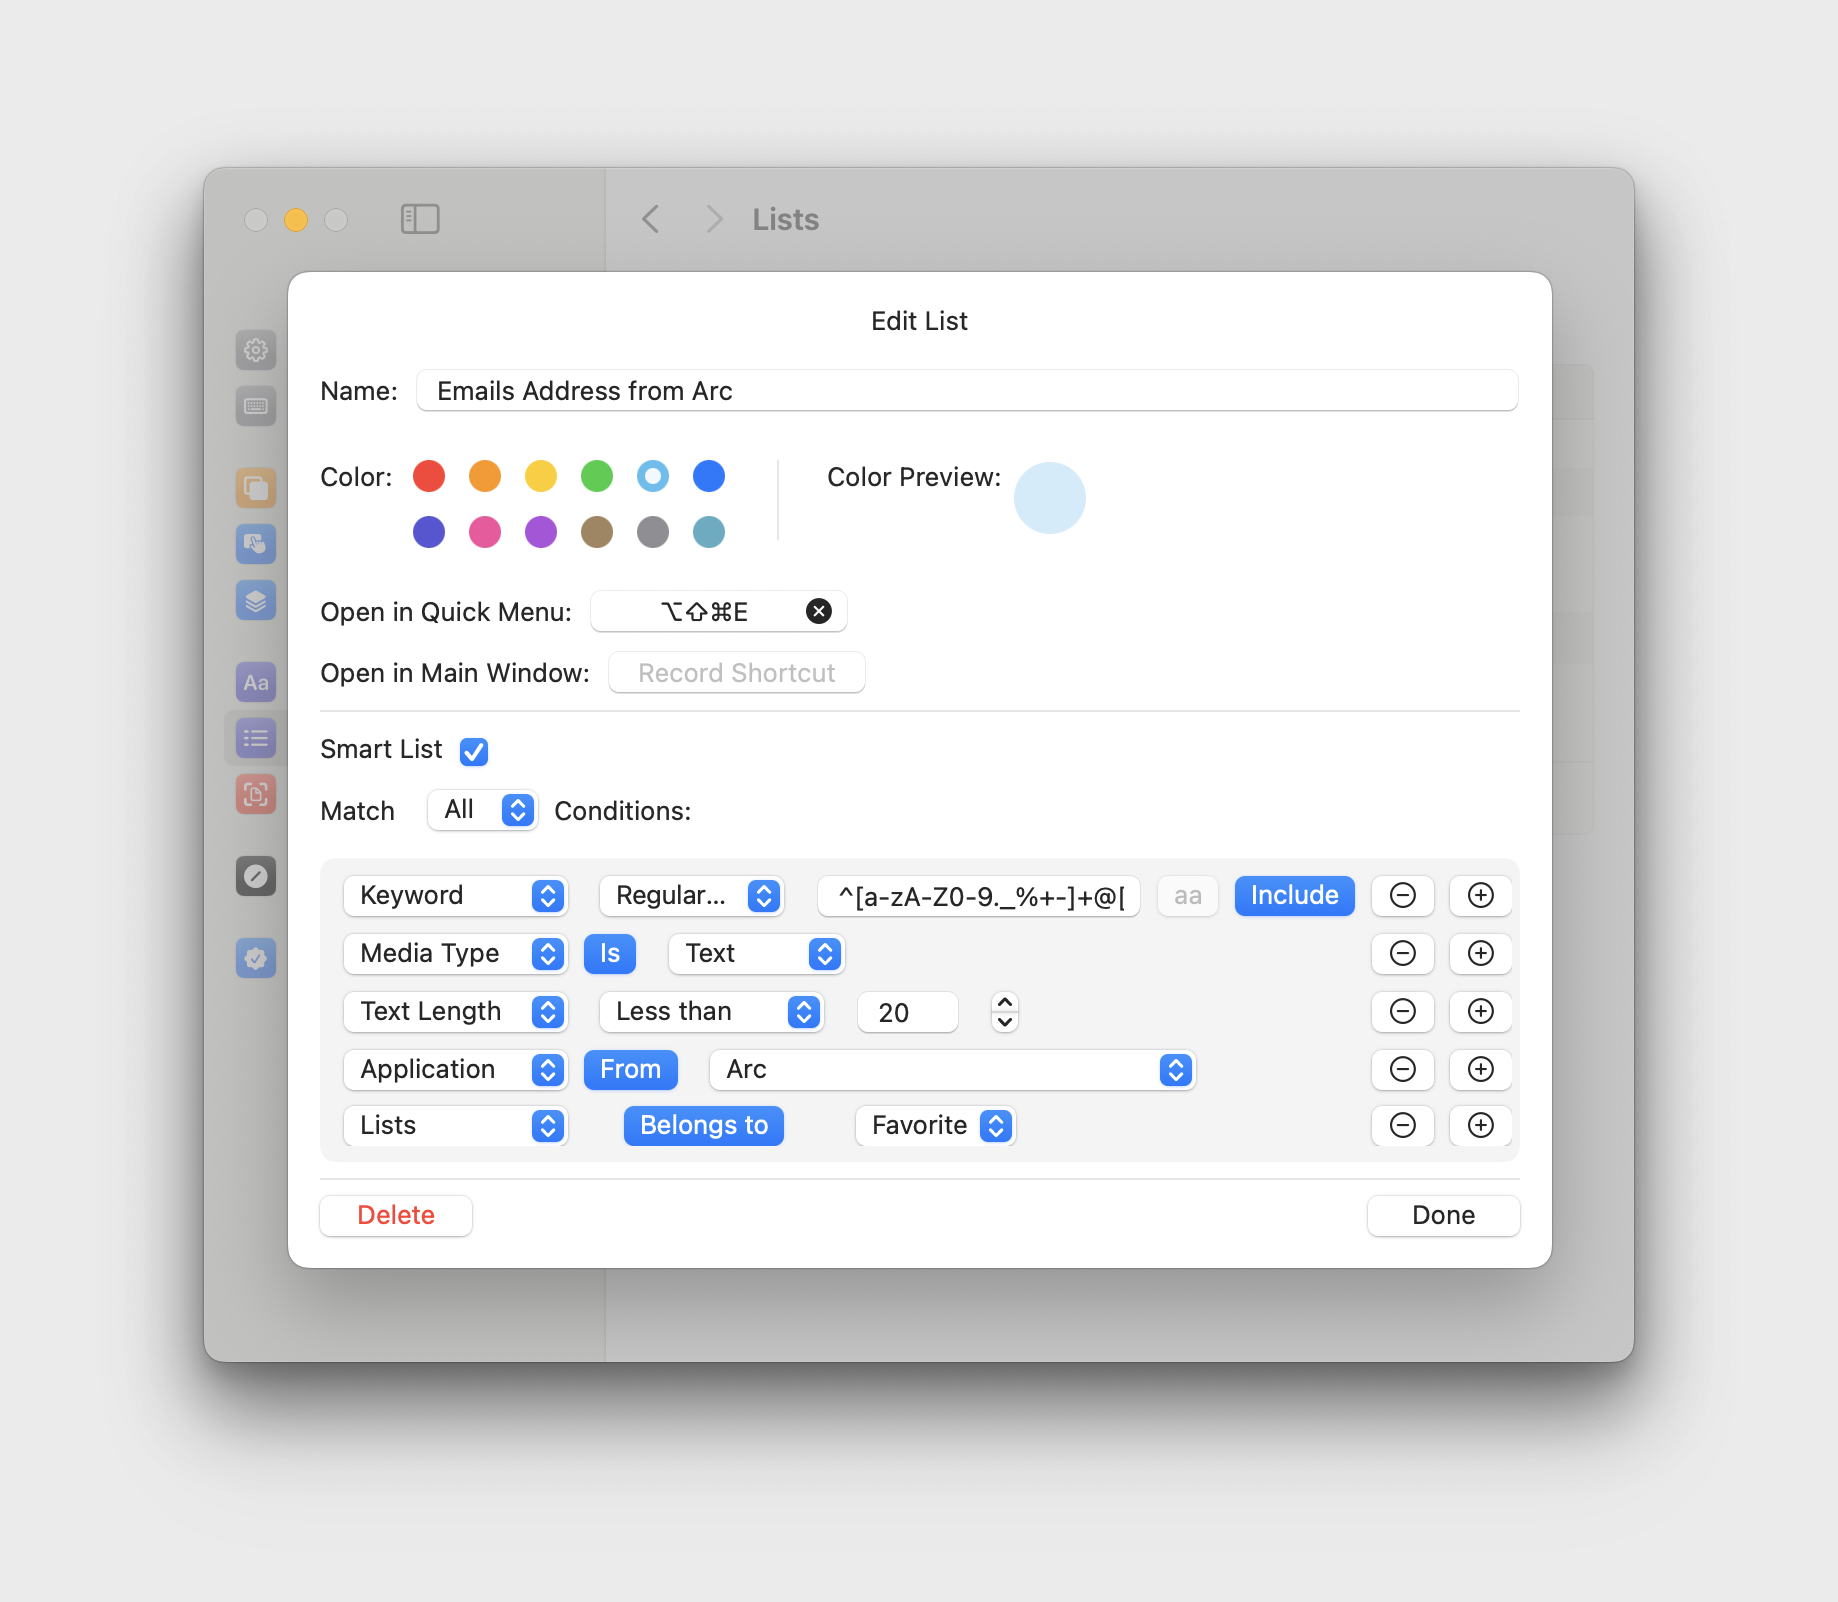 Lists
Edit List
Name: Emails Address from Arc
Color:
Color Preview:
Open in Quick Menu: ⌥⇧⌘E
Open in Main Window: Record Shortcut
Aa
Smart List
Match All Conditions:
Keyword Regular... ^[a-zA-Z0-9._%+-]+@[ aa Include
Media Type Is Text
Text Length Less than 20
Application From Arc
Lists Belongs to Favorite
Delete Done